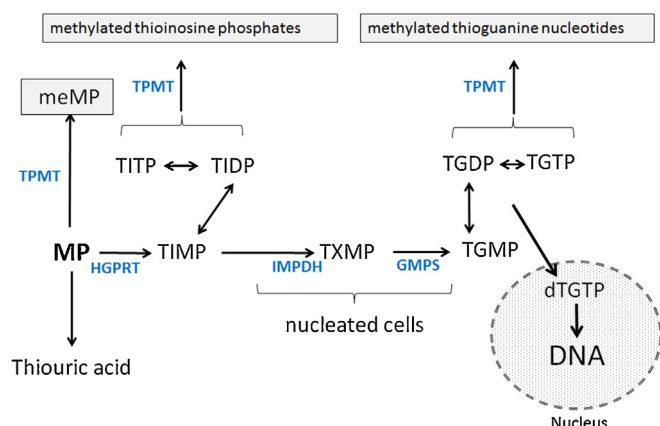 methylated thioinosine phosphates
methylated thioguanine nucleotides
TPMT
TPMT
meMP
TITP
TIDP
TGDP
TGTP
TPMT
MP
HGPRT
TIMP
IMPDH
TXMP
GMPS
TGMP
nucleated cells
dTGTP
DNA
Thiouric acid
Nucleus